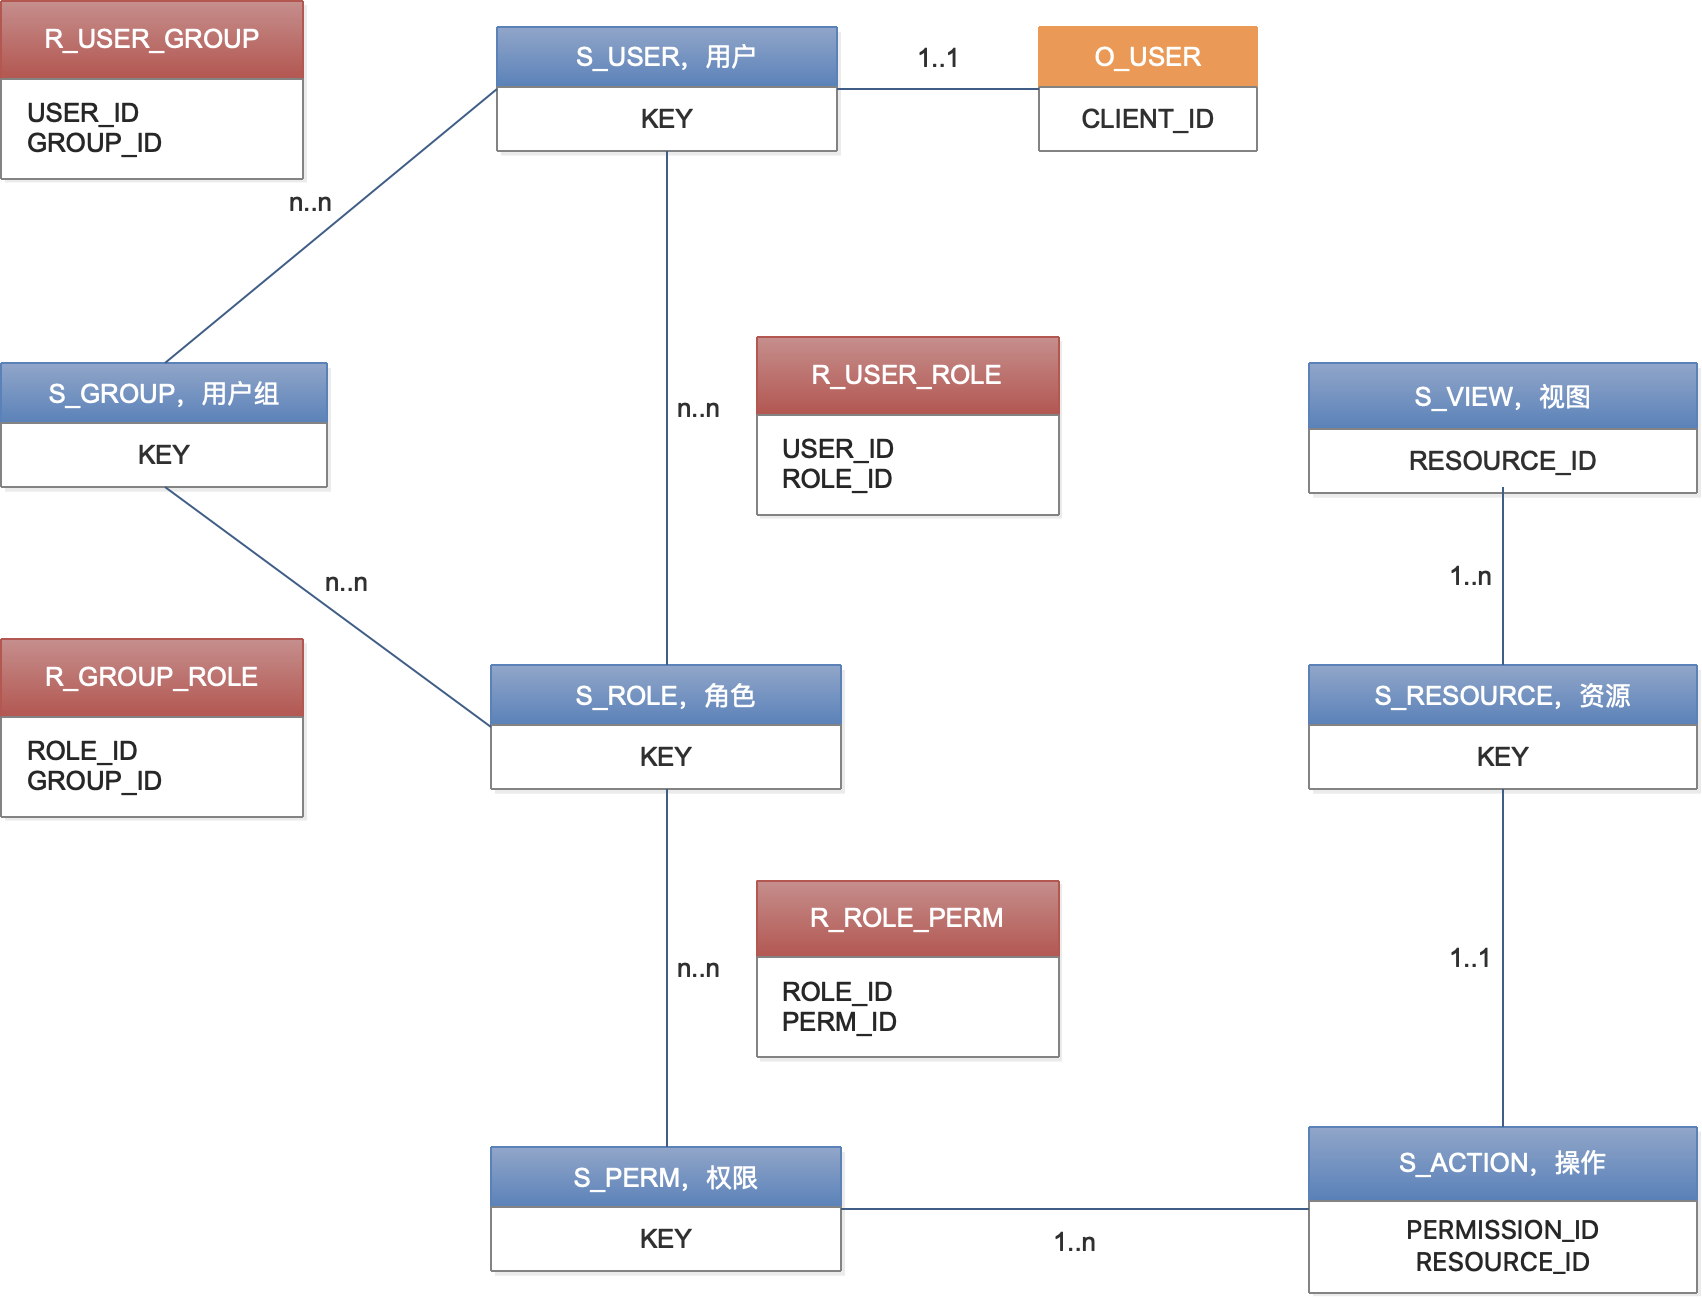 R_USER_GROUP
USER_ID
GROUP_ID
S_USER，用户
KEY
1..1
O_USER
CLIENT_ID
n..n
S_GROUP，用户组
KEY
n..n
R_USER_ROLE
USER_ID
ROLE_ID
S_VIEW，视图
RESOURCE_ID
n..n
1..n
R_GROUP_ROLE
ROLE_ID
GROUP_ID
S_ROLE，角色
KEY
S_RESOURCE，资源
KEY
n..n
R_ROLE_PERM
ROLE_ID
PERM_ID
1..1
S_PERM，权限
KEY
1..n
S_ACTION，操作
PERMISSION_ID
RESOURCE_ID